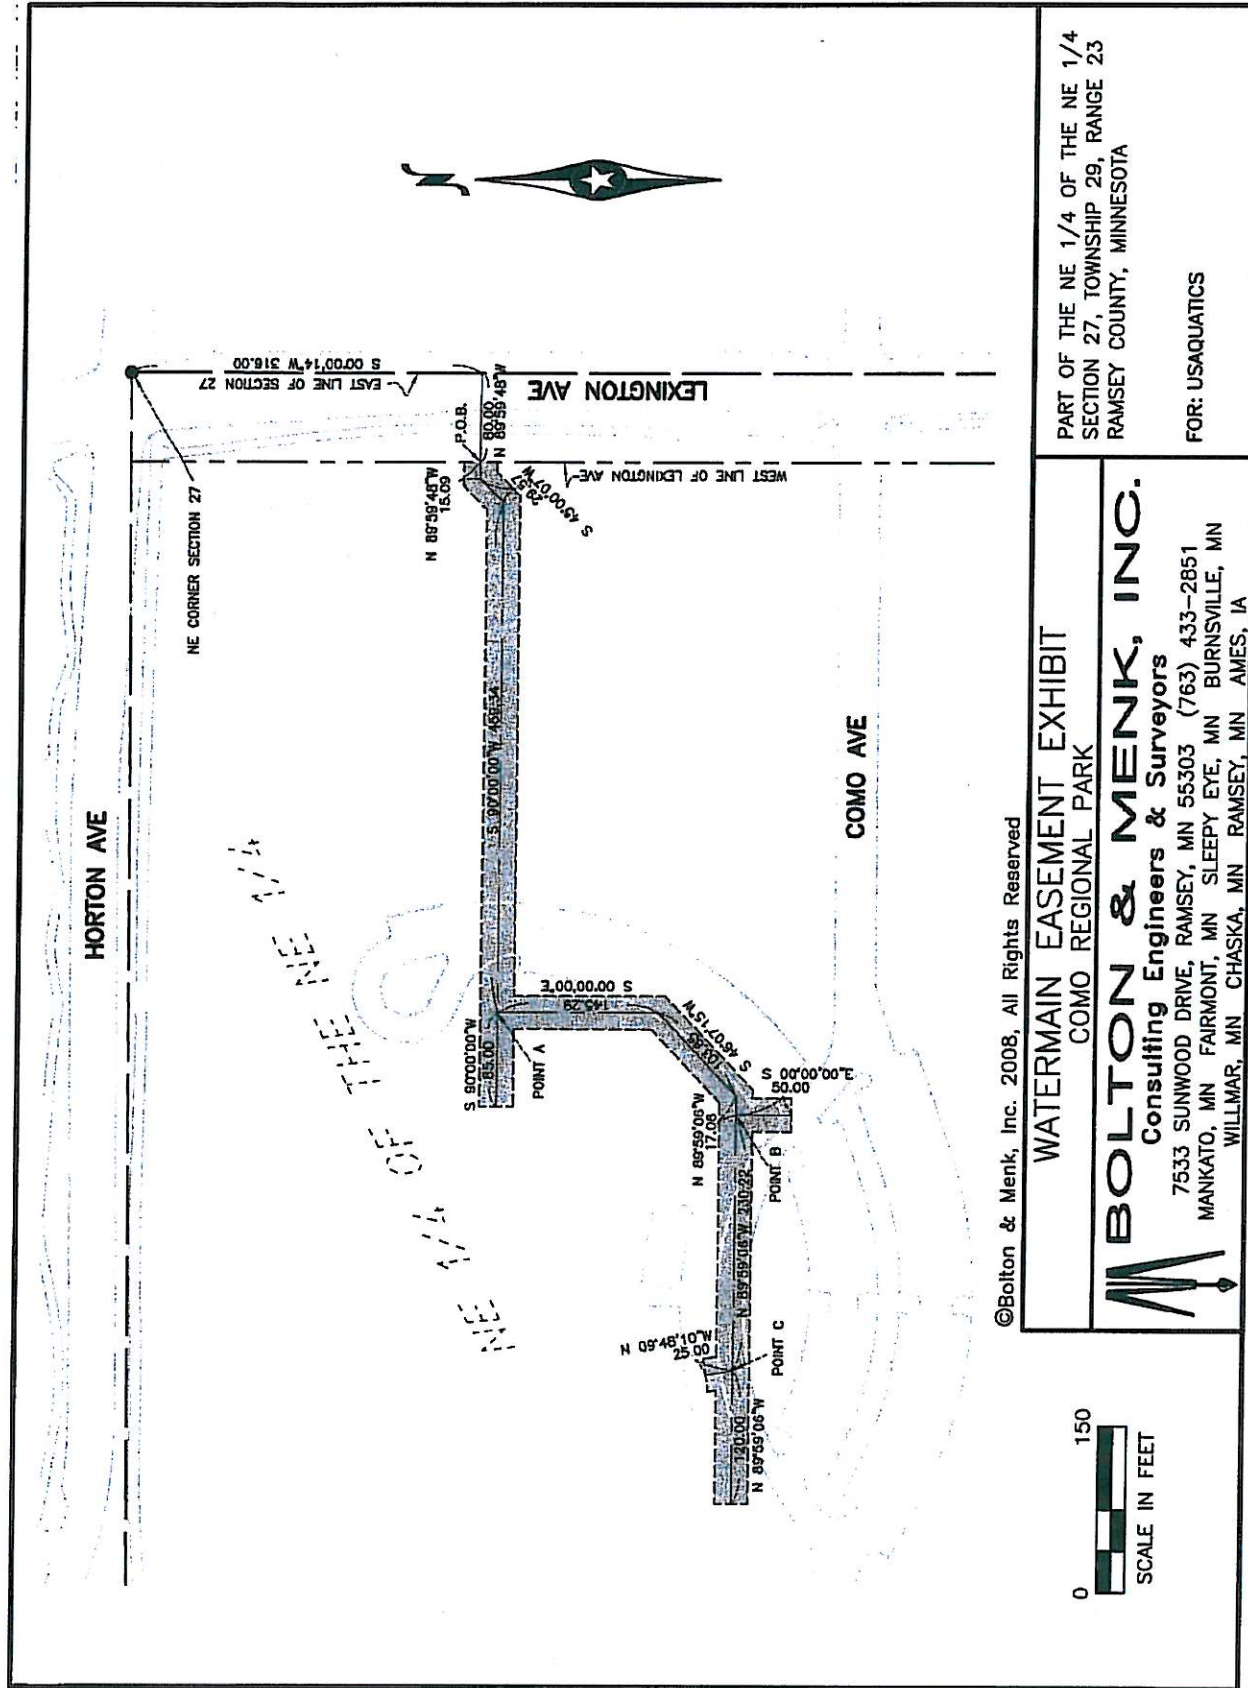 HORTON AVE
NE CORNER SECTION 27
S 00°00'14"W 316.00
EAST LINE OF SECTION 27
N
NE 1/4 OF THE NE 1/4
P.O.B.
80.00
N 89°59'48"W
N 89°59'48"W
15.09
S 45°00'07"W
29.57
LEXINGTON AVE
WEST LINE OF LEXINGTON AVE
S 90°00'00"W 459.34
S 90°00'00"W
85.00
POINT A
S 00°00'00"E
143.29
S 46°07'15"W
103.65
N 89°59'06"W
17.08
S 00°00'00"E
50.00
POINT B
N 89°59'06"W 230.22
N 09°48'10"W
25.00
POINT C
120.00
N 89°59'06"W
COMO AVE
©Bolton & Menk, Inc. 2008, All Rights Reserved
0 150
SCALE IN FEET
WATERMAIN EASEMENT EXHIBIT
COMO REGIONAL PARK
BOLTON & MENK, INC.
Consulting Engineers & Surveyors
7533 SUNWOOD DRIVE, RAMSEY, MN 55303 (763) 433-2851
MANKATO, MN FAIRMONT, MN SLEEPY EYE, MN BURNSVILLE, MN
WILLMAR, MN CHASKA, MN RAMSEY, MN AMES, IA
PART OF THE NE 1/4 OF THE NE 1/4
SECTION 27, TOWNSHIP 29, RANGE 23
RAMSEY COUNTY, MINNESOTA
FOR: USAQUATICS